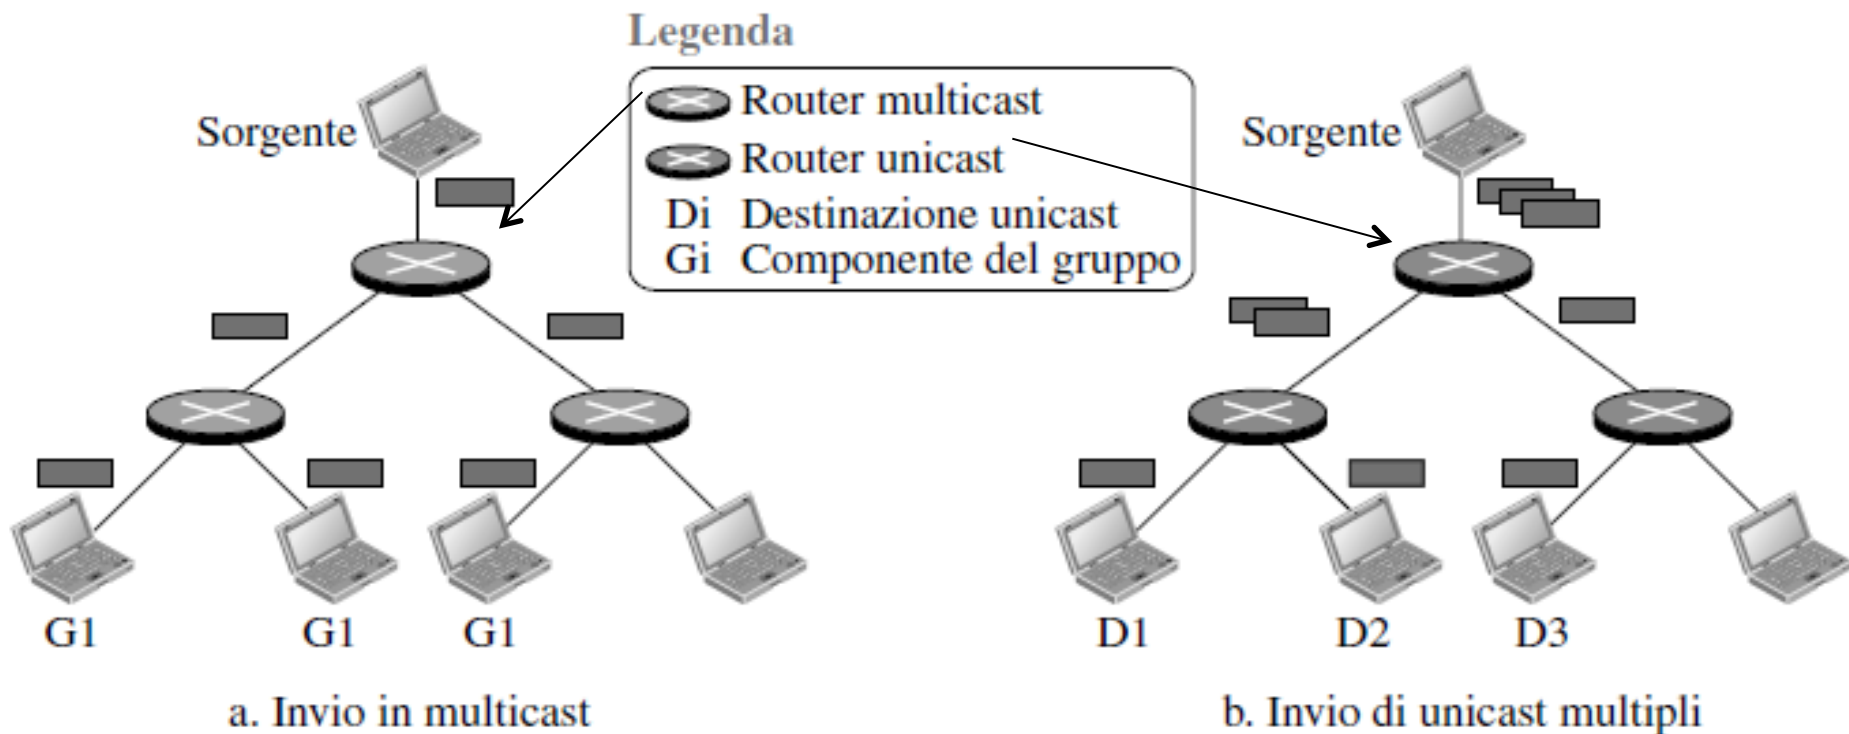 Legenda
Router multicast
Router unicast
Di Destinazione unicast
Gi Componente del gruppo
Sorgente
Sorgente
G1 G1 G1
D1 D2 D3
a. Invio in multicast
b. Invio di unicast multipli